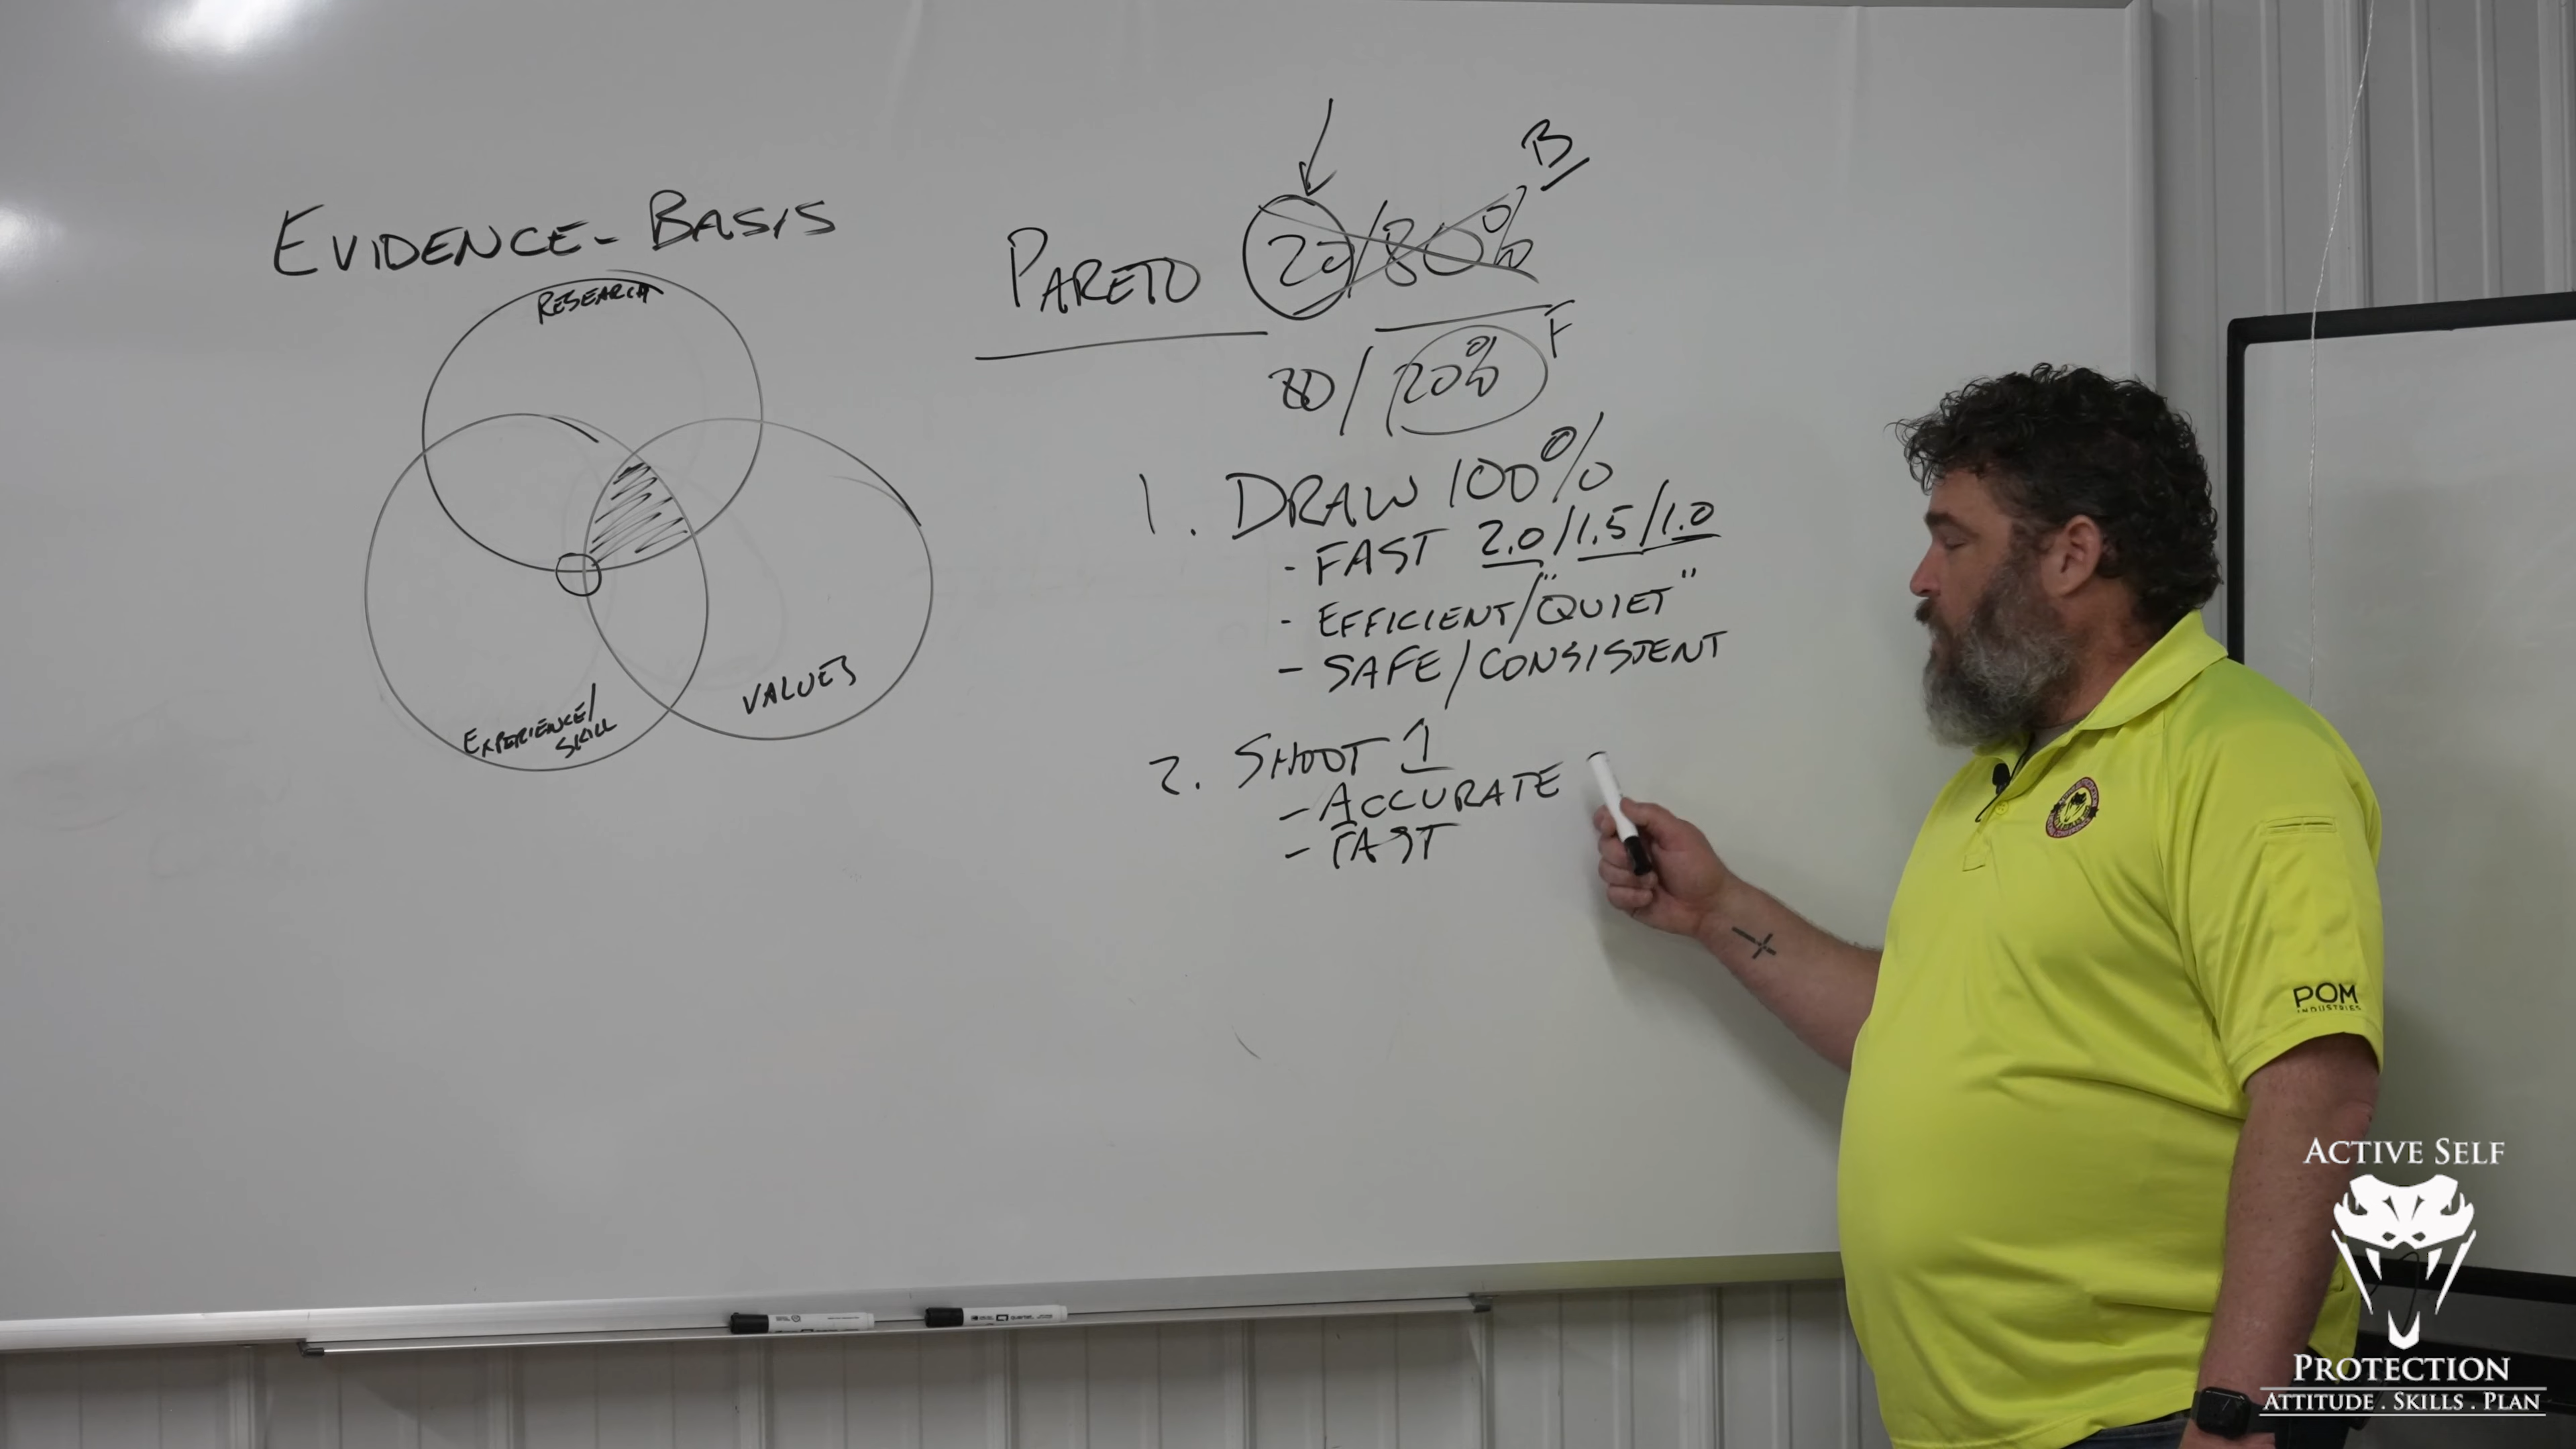 EVIDENCE-BASIS
RESEARCH
EXPERIENCE/
SKILL
VALUES
B
PARETO 20/80%
F
80/20%
1. DRAW 100%
- FAST 2.0/1.5/1.0
- EFFICIENT/"QUIET"
- SAFE/CONSISTENT
2. SHOOT 1
- ACCURATE
- FAST
POM
INDUSTRIES
ACTIVE SELF
PROTECTION
ATTITUDE . SKILLS . PLAN